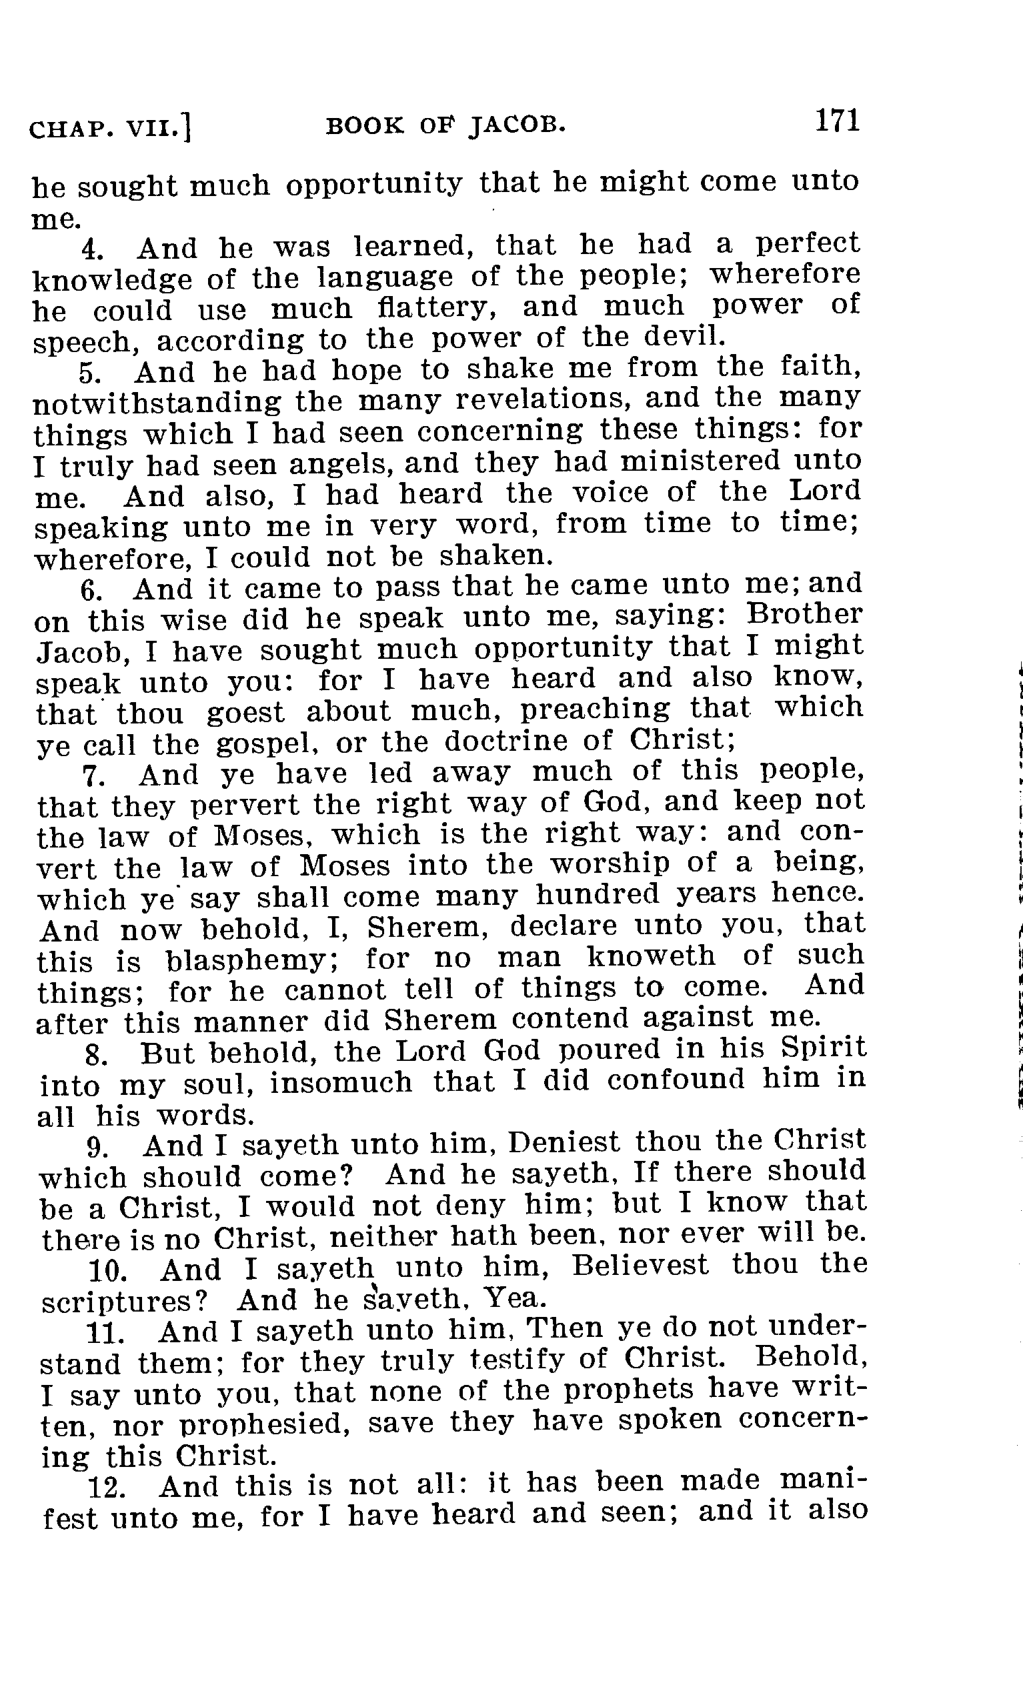 CHAP. VII.] BOOK OF JACOB. 171
he sought much opportunity that he might come unto
me.
4. And he was learned, that he had a perfect
knowledge of the language of the people; wherefore
he could use much flattery, and much power of
speech, according to the power of the devil.
5. And he had hope to shake me from the faith,
notwithstanding the many revelations, and the many
things which I had seen concerning these things: for
I truly had seen angels, and they had ministered unto
me. And also, I had heard the voice of the Lord
speaking unto me in very word, from time to time;
wherefore, I could not be shaken.
6. And it came to pass that he came unto me; and
on this wise did he speak unto me, saying: Brother
Jacob, I have sought much opportunity that I might
speak unto you: for I have heard and also know,
that thou goest about much, preaching that which
ye call the gospel, or the doctrine of Christ;
7. And ye have led away much of this people,
that they pervert the right way of God, and keep not
the law of Moses, which is the right way: and con-
vert the law of Moses into the worship of a being,
which ye say shall come many hundred years hence.
And now behold, I, Sherem, declare unto you, that
this is blasphemy; for no man knoweth of such
things; for he cannot tell of things to come. And
after this manner did Sherem contend against me.
8. But behold, the Lord God poured in his Spirit
into my soul, insomuch that I did confound him in
all his words.
9. And I sayeth unto him, Deniest thou the Christ
which should come? And he sayeth, If there should
be a Christ, I would not deny him; but I know that
there is no Christ, neither hath been, nor ever will be.
10. And I sayeth unto him, Believest thou the
scriptures? And he sayeth, Yea.
11. And I sayeth unto him, Then ye do not under-
stand them; for they truly testify of Christ. Behold,
I say unto you, that none of the prophets have writ-
ten, nor prophesied, save they have spoken concern-
ing this Christ.
12. And this is not all: it has been made mani-
fest unto me, for I have heard and seen; and it also